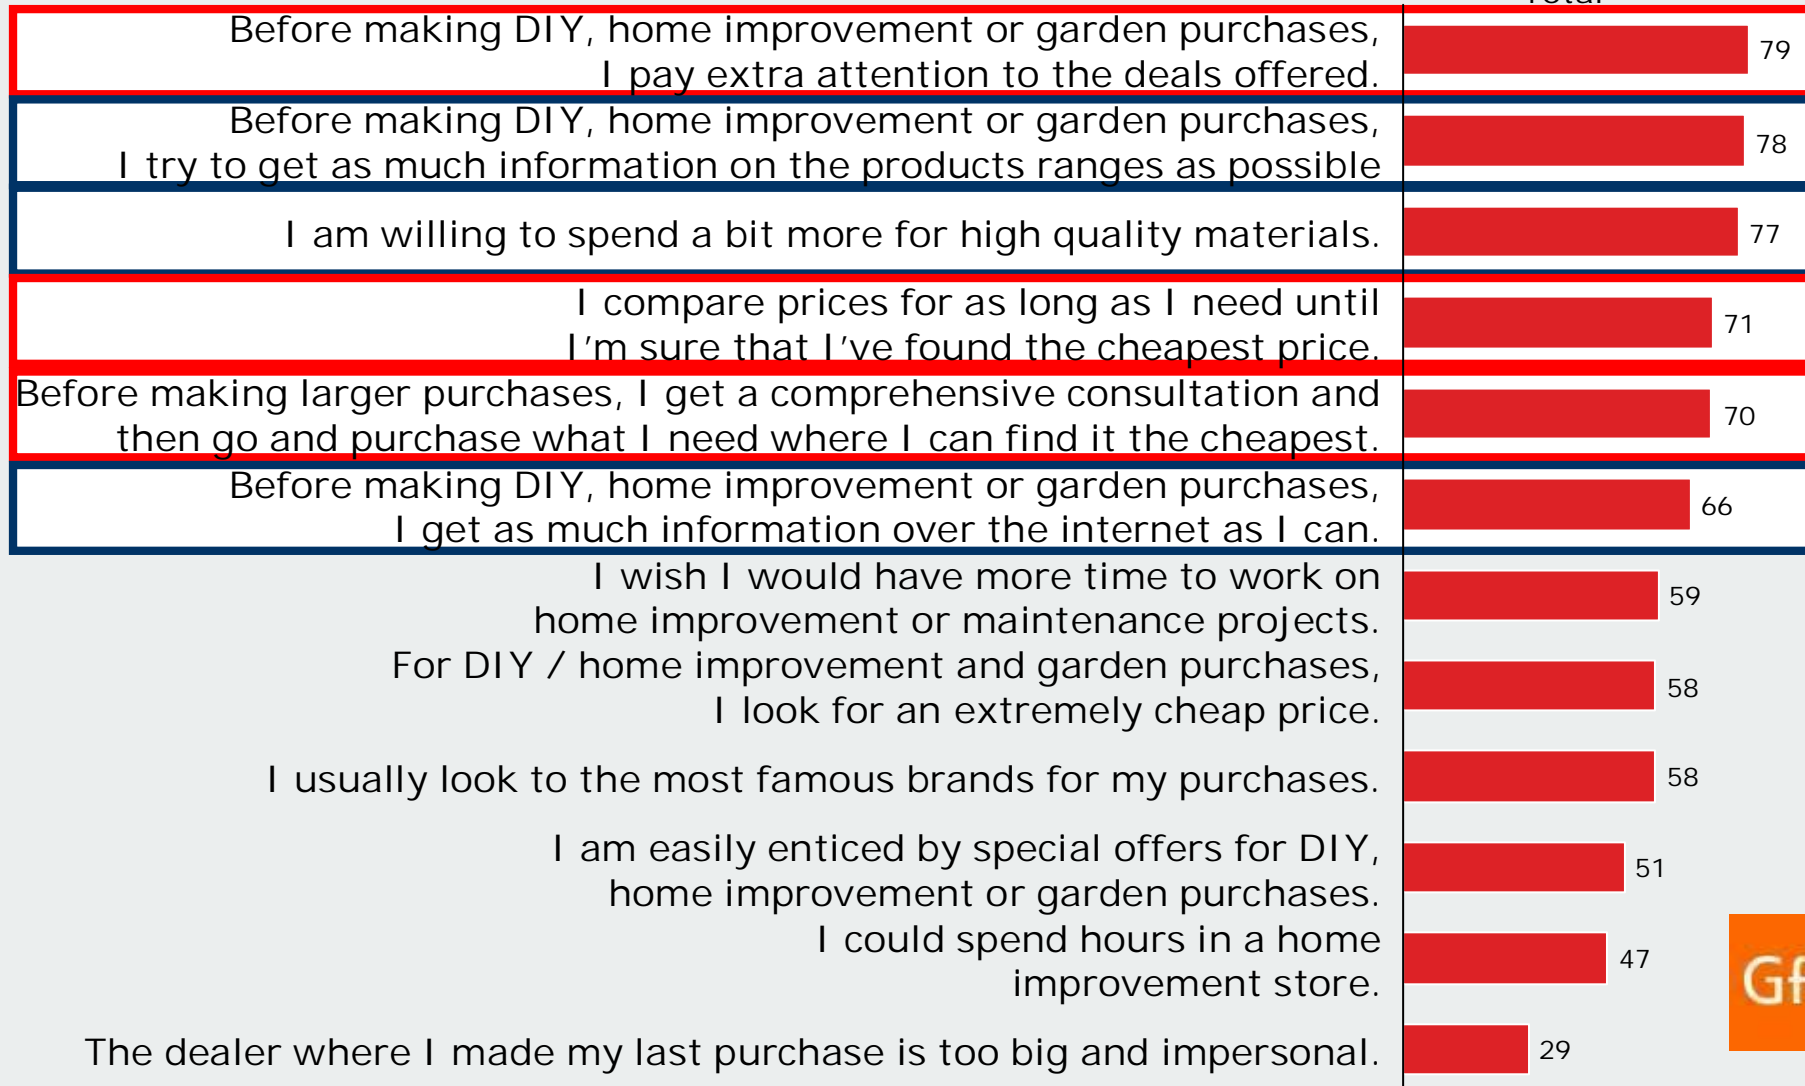 Total
Before making DIY, home improvement or garden purchases,
I pay extra attention to the deals offered.
79
Before making DIY, home improvement or garden purchases,
I try to get as much information on the products ranges as possible
78
I am willing to spend a bit more for high quality materials.
77
I compare prices for as long as I need until
I'm sure that I've found the cheapest price.
71
Before making larger purchases, I get a comprehensive consultation and
then go and purchase what I need where I can find it the cheapest.
70
Before making DIY, home improvement or garden purchases,
I get as much information over the internet as I can.
66
I wish I would have more time to work on
home improvement or maintenance projects.
59
For DIY / home improvement and garden purchases,
I look for an extremely cheap price.
58
I usually look to the most famous brands for my purchases.
58
I am easily enticed by special offers for DIY,
home improvement or garden purchases.
51
I could spend hours in a home
improvement store.
47
Gf
The dealer where I made my last purchase is too big and impersonal.
29